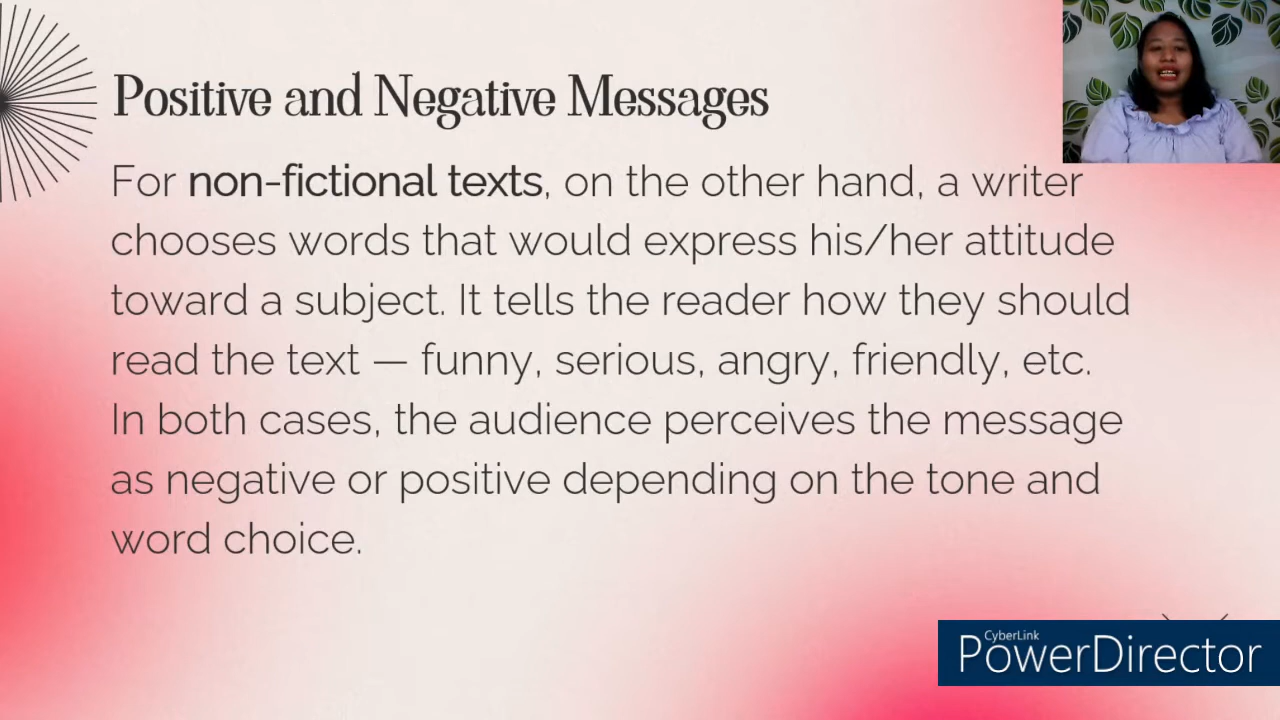 Positive and Negative Messages
For non-fictional texts, on the other hand, a writer
chooses words that would express his/her attitude
toward a subject. It tells the reader how they should
read the text — funny, serious, angry, friendly, etc.
In both cases, the audience perceives the message
as negative or positive depending on the tone and
word choice.
CyberLink
PowerDirector